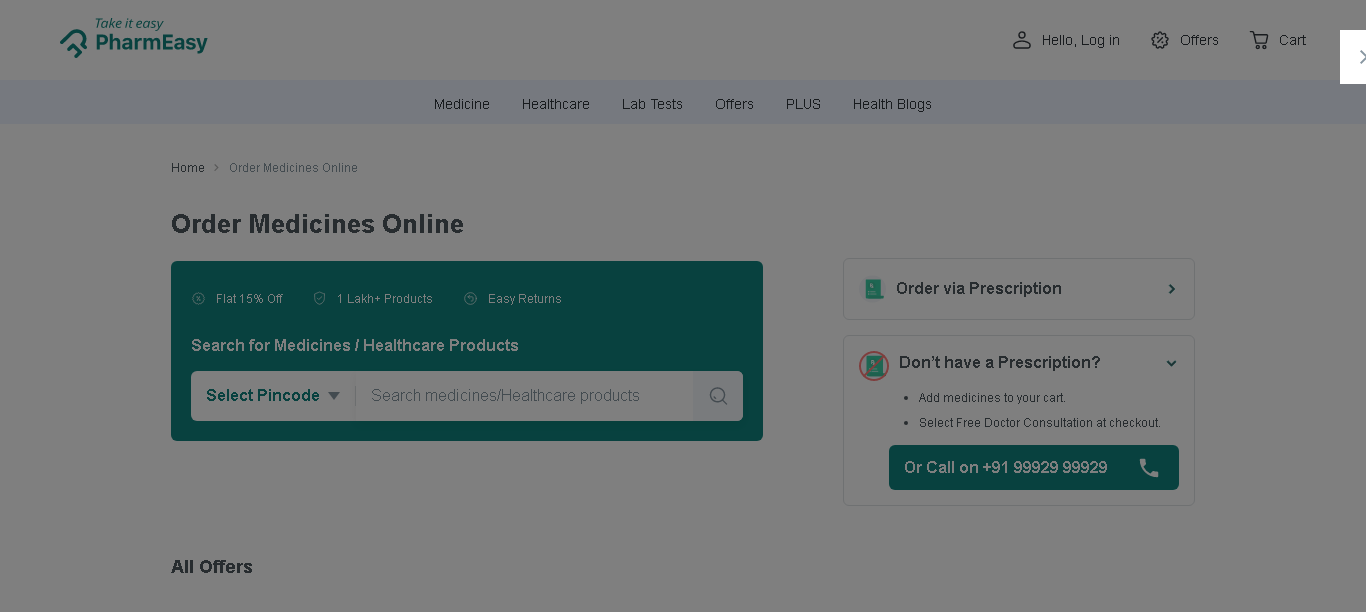 Take it easy
PharmEasy
Hello, Log in
Offers
Cart
Medicine
Healthcare
Lab Tests
Offers
PLUS
Health Blogs
Home > Order Medicines Online
Order Medicines Online
Flat 15% Off
1 Lakh+ Products
Easy Returns
Search for Medicines / Healthcare Products
Select Pincode
Search medicines/Healthcare products
Order via Prescription
Don't have a Prescription?
• Add medicines to your cart.
• Select Free Doctor Consultation at checkout.
Or Call on +91 99929 99929
All Offers